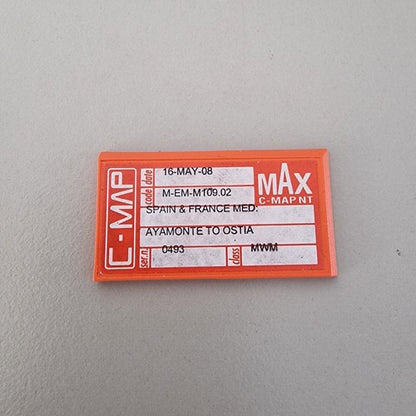 C-MAP
date 16-MAY-08
code M-EM-M109.02
MAX
C-MAP NT
SPAIN & FRANCE MED:
AYAMONTE TO OSTIA
ser.n. 0493 class MWM